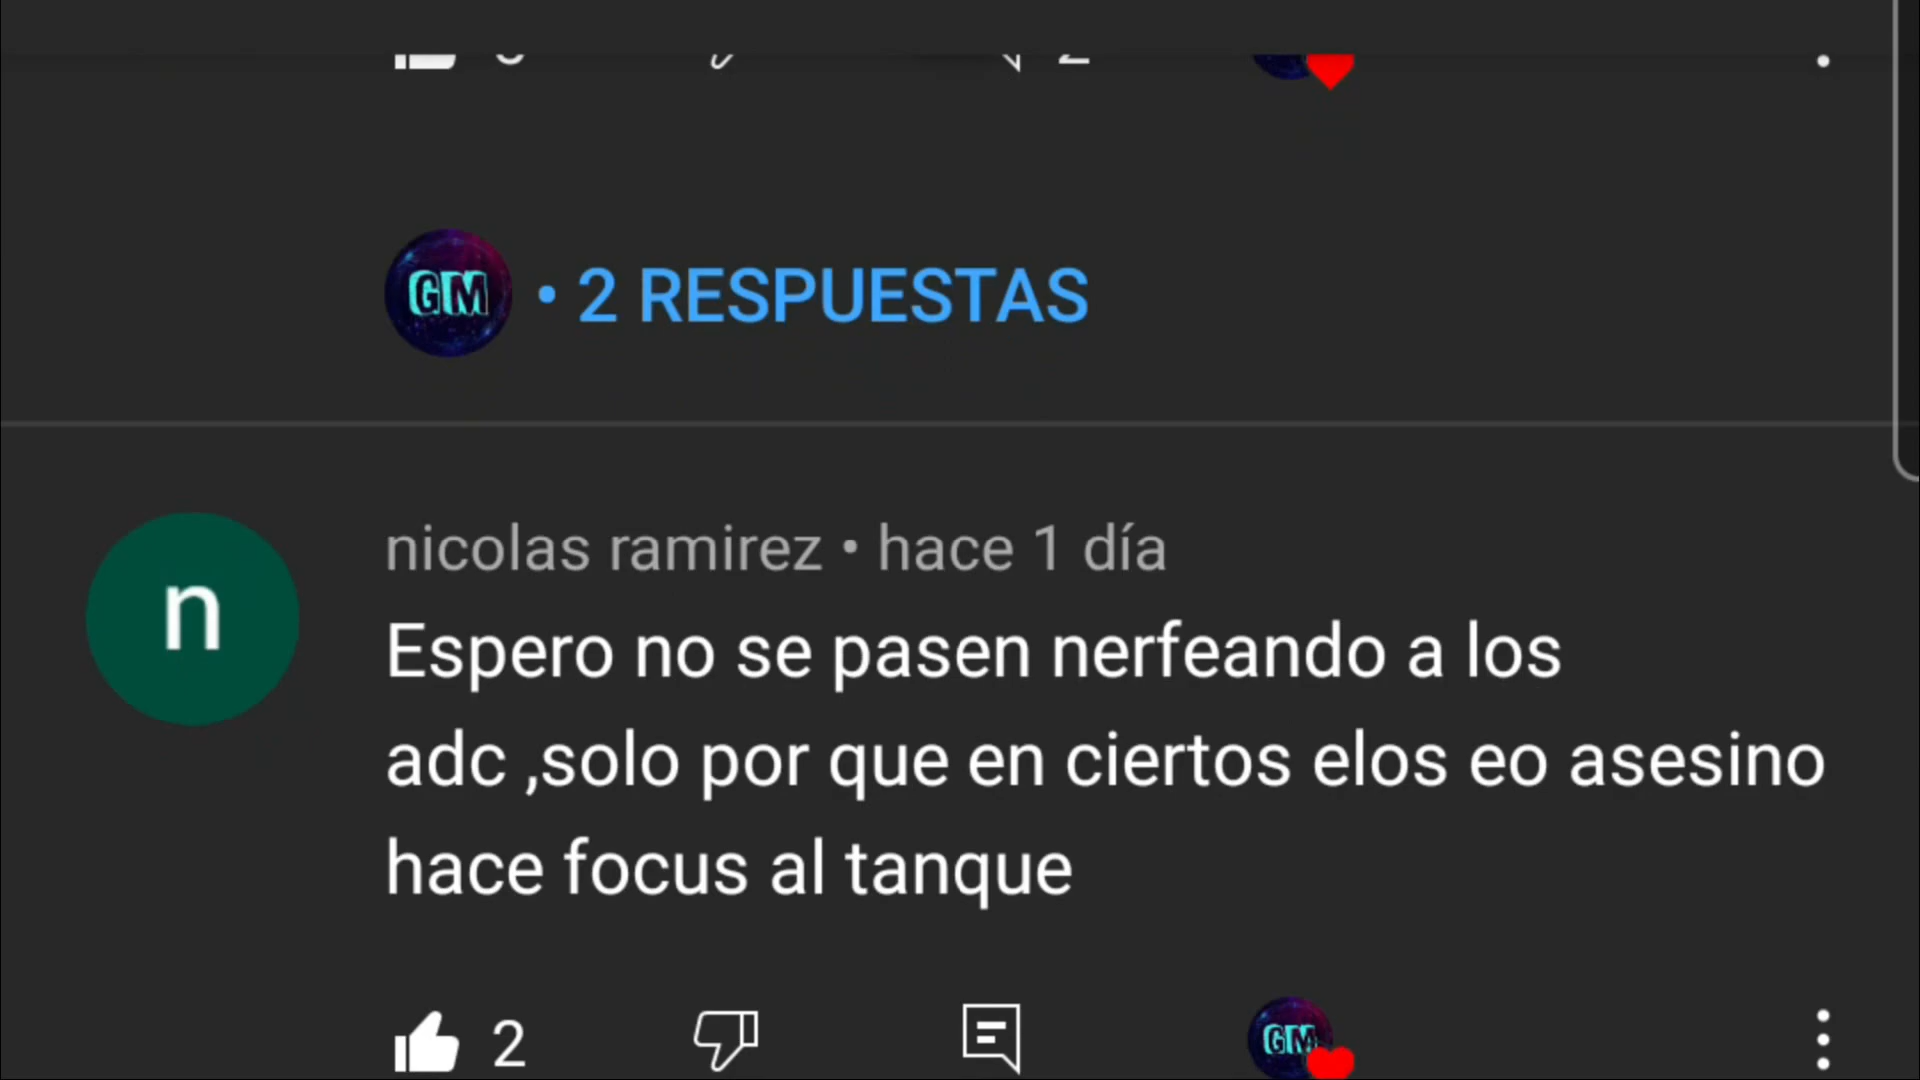 GM • 2 RESPUESTAS
n
nicolas ramirez • hace 1 día
Espero no se pasen nerfeando a los
adc ,solo por que en ciertos elos eo asesino
hace focus al tanque
2
GM